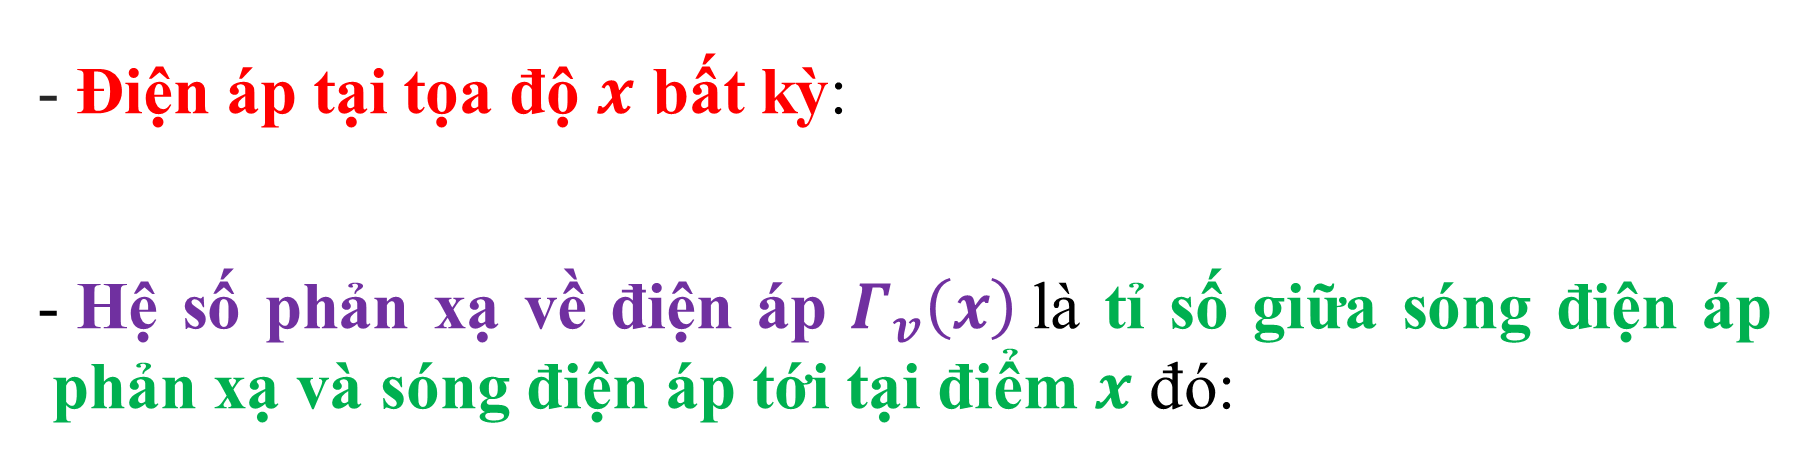 - Điện áp tại tọa độ x bất kỳ:
- Hệ số phản xạ về điện áp Γᵥ(x) là tỉ số giữa sóng điện áp
phản xạ và sóng điện áp tới tại điểm x đó: